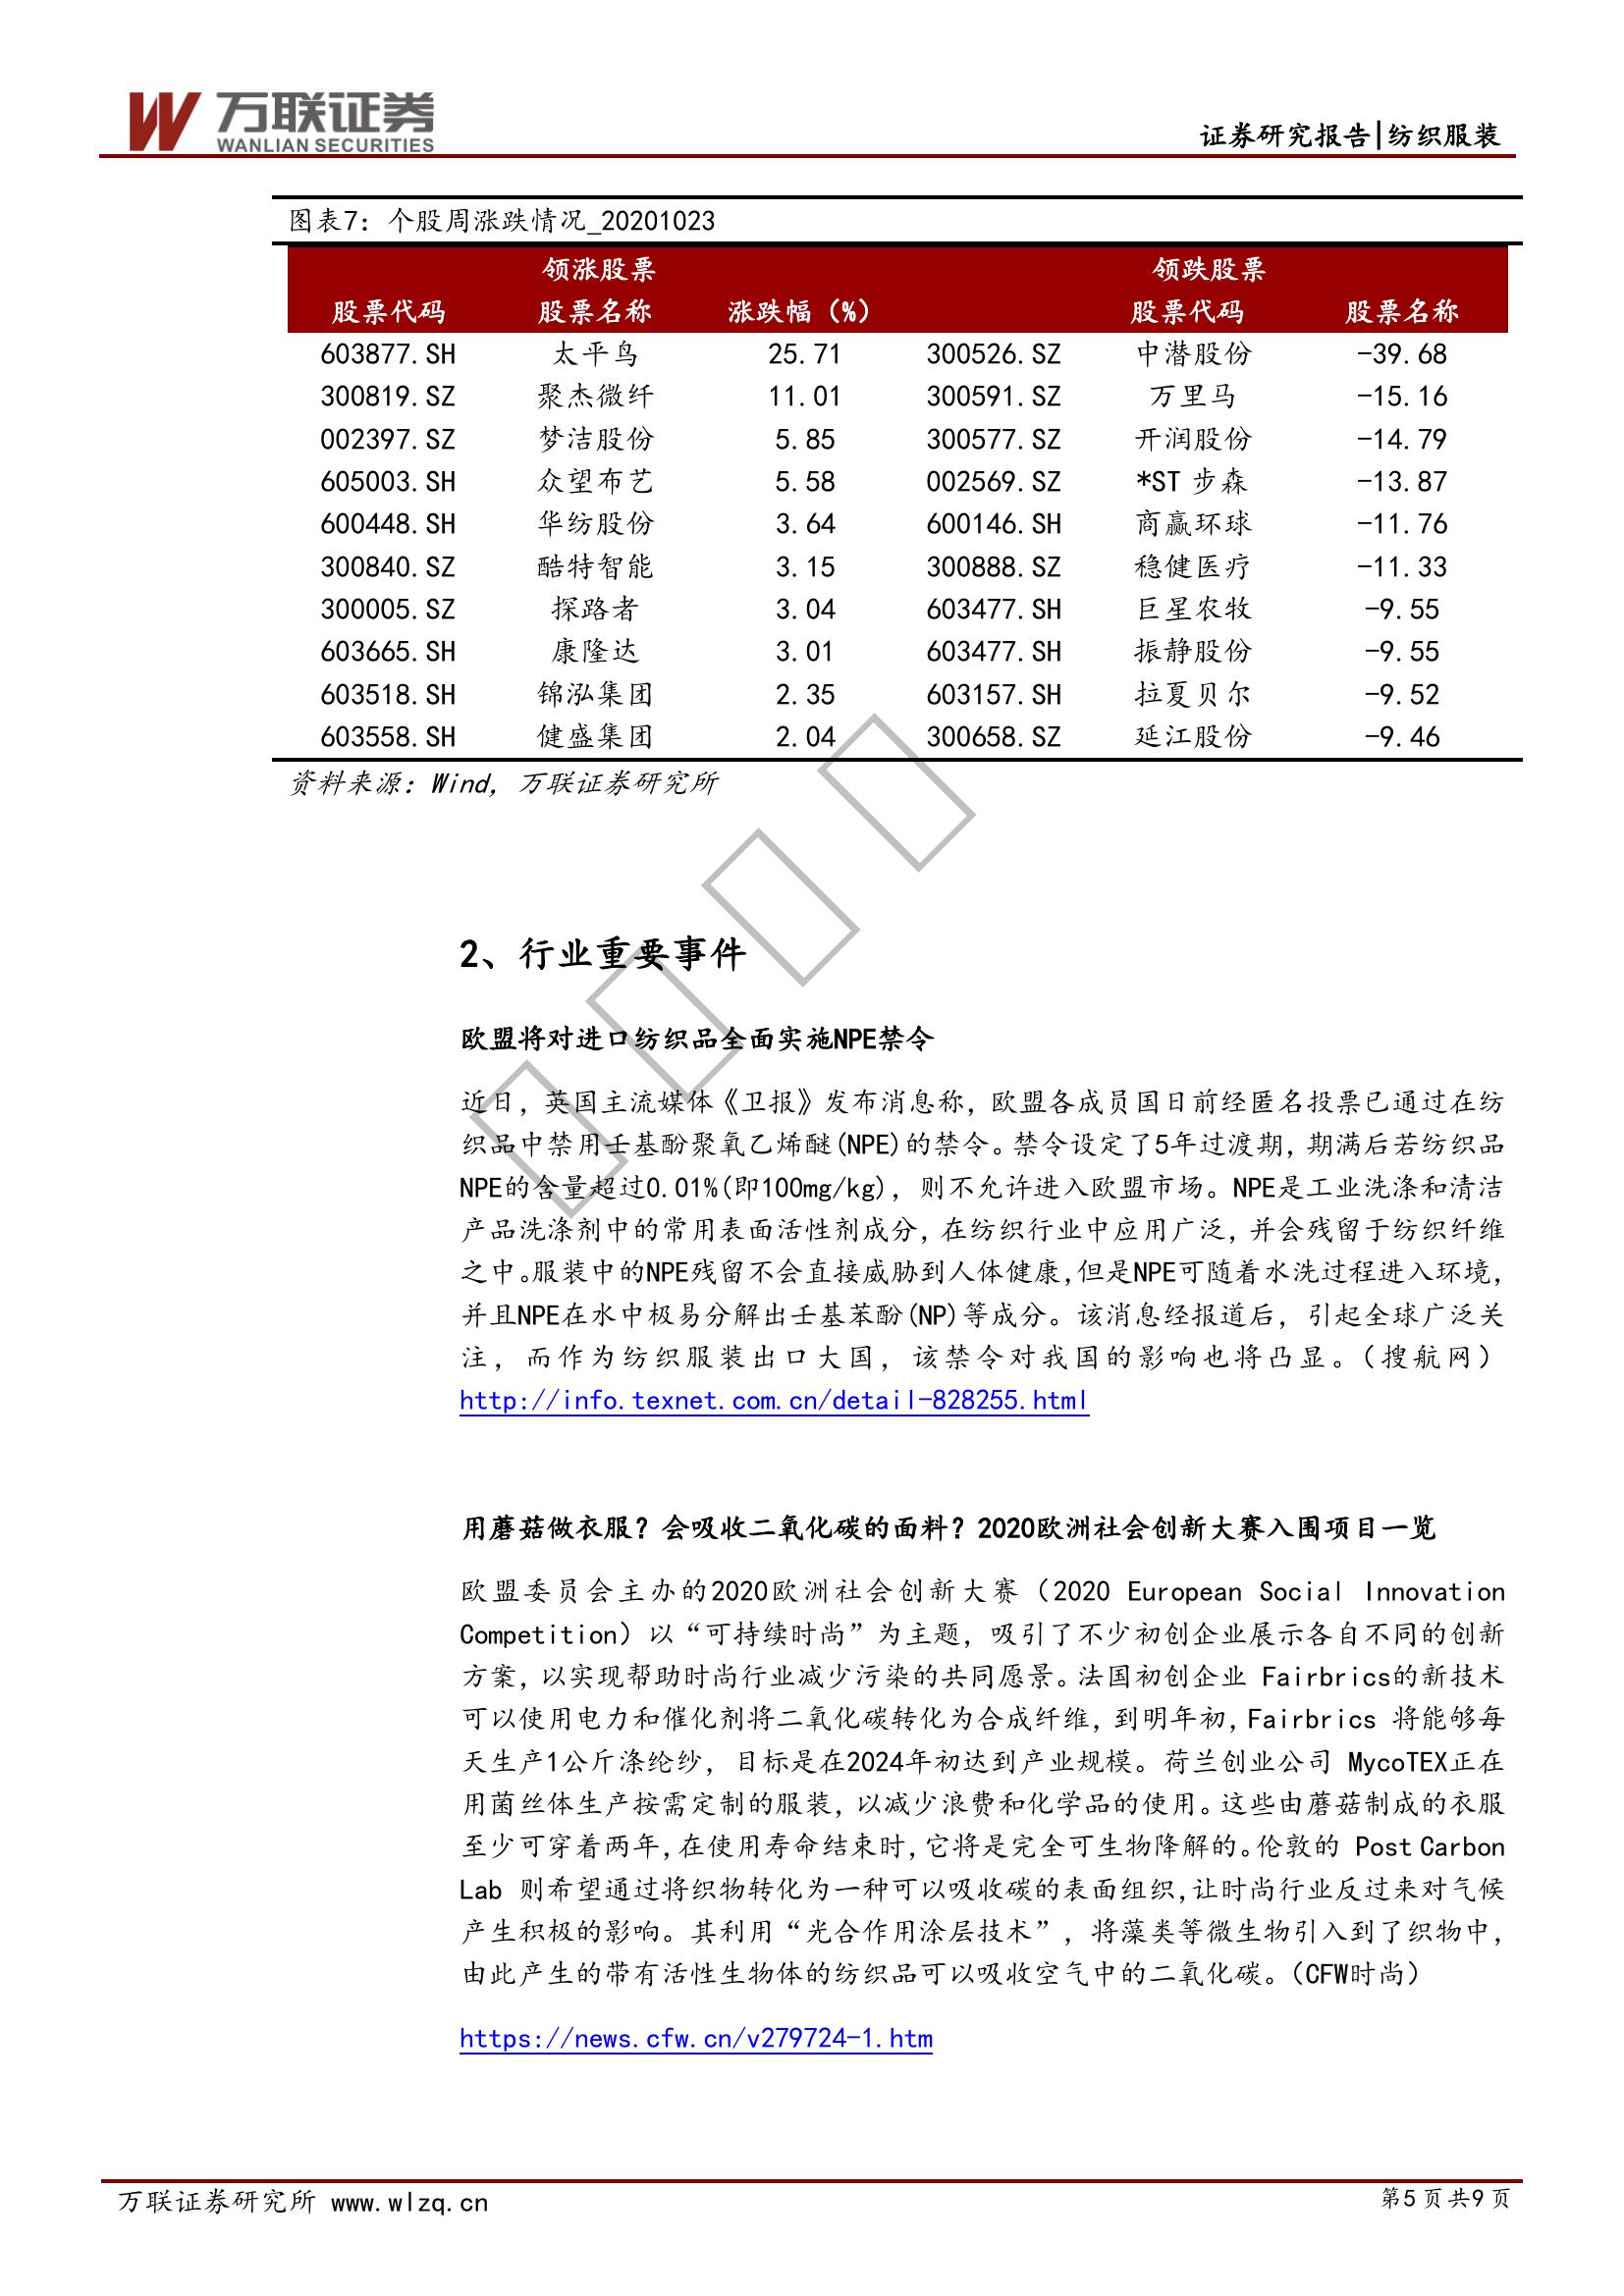 万联证券
WANLIAN SECURITIES
证券研究报告|纺织服装
图表7：个股周涨跌情况_20201023
领涨股票 领跌股票
股票代码 股票名称 涨跌幅（%） 股票代码 股票名称
603877.SH 太平鸟 25.71 300526.SZ 中潜股份 -39.68
300819.SZ 聚杰微纤 11.01 300591.SZ 万里马 -15.16
002397.SZ 梦洁股份 5.85 300577.SZ 开润股份 -14.79
605003.SH 众望布艺 5.58 002569.SZ *ST 步森 -13.87
600448.SH 华纺股份 3.64 600146.SH 商赢环球 -11.76
300840.SZ 酷特智能 3.15 300888.SZ 稳健医疗 -11.33
300005.SZ 探路者 3.04 603477.SH 巨星农牧 -9.55
603665.SH 康隆达 3.01 603477.SH 振静股份 -9.55
603518.SH 锦泓集团 2.35 603157.SH 拉夏贝尔 -9.52
603558.SH 健盛集团 2.04 300658.SZ 延江股份 -9.46
资料来源：Wind，万联证券研究所
2、行业重要事件
欧盟将对进口纺织品全面实施NPE禁令
近日，英国主流媒体《卫报》发布消息称，欧盟各成员国日前经匿名投票已通过在纺
织品中禁用壬基酚聚氧乙烯醚(NPE)的禁令。禁令设定了5年过渡期，期满后若纺织品
NPE的含量超过0.01%(即100mg/kg)，则不允许进入欧盟市场。NPE是工业洗涤和清洁
产品洗涤剂中的常用表面活性剂成分，在纺织行业中应用广泛，并会残留于纺织纤维
之中。服装中的NPE残留不会直接威胁到人体健康，但是NPE可随着水洗过程进入环境，
并且NPE在水中极易分解出壬基苯酚(NP)等成分。该消息经报道后，引起全球广泛关
注，而作为纺织服装出口大国，该禁令对我国的影响也将凸显。（搜航网）
http://info.texnet.com.cn/detail-828255.html
用蘑菇做衣服？会吸收二氧化碳的面料？2020欧洲社会创新大赛入围项目一览
欧盟委员会主办的2020欧洲社会创新大赛（2020 European Social Innovation
Competition）以“可持续时尚”为主题，吸引了不少初创企业展示各自不同的创新
方案，以实现帮助时尚行业减少污染的共同愿景。法国初创企业 Fairbrics的新技术
可以使用电力和催化剂将二氧化碳转化为合成纤维，到明年初，Fairbrics 将能够每
天生产1公斤涤纶纱，目标是在2024年初达到产业规模。荷兰创业公司 MycoTEX正在
用菌丝体生产按需定制的服装，以减少浪费和化学品的使用。这些由蘑菇制成的衣服
至少可穿着两年，在使用寿命结束时，它将是完全可生物降解的。伦敦的 Post Carbon
Lab 则希望通过将织物转化为一种可以吸收碳的表面组织，让时尚行业反过来对气候
产生积极的影响。其利用“光合作用涂层技术”，将藻类等微生物引入到了织物中，
由此产生的带有活性生物体的纺织品可以吸收空气中的二氧化碳。（CFW时尚）
https://news.cfw.cn/v279724-1.htm
万联证券研究所 www.wlzq.cn
第5页共9页